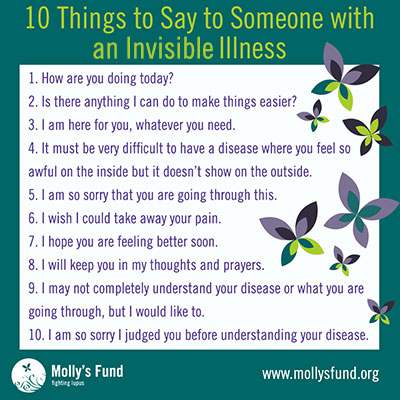 10 Things to Say to Someone with
an Invisible Illness
1. How are you doing today?
2. Is there anything I can do to make things easier?
3. I am here for you, whatever you need.
4. It must be very difficult to have a disease where you feel so
awful on the inside but it doesn't show on the outside.
5. I am so sorry that you are going through this.
6. I wish I could take away your pain.
7. I hope you are feeling better soon.
8. I will keep you in my thoughts and prayers.
9. I may not completely understand your disease or what you are
going through, but I would like to.
10. I am so sorry I judged you before understanding your disease.
Molly's Fund
fighting lupus
www.mollysfund.org